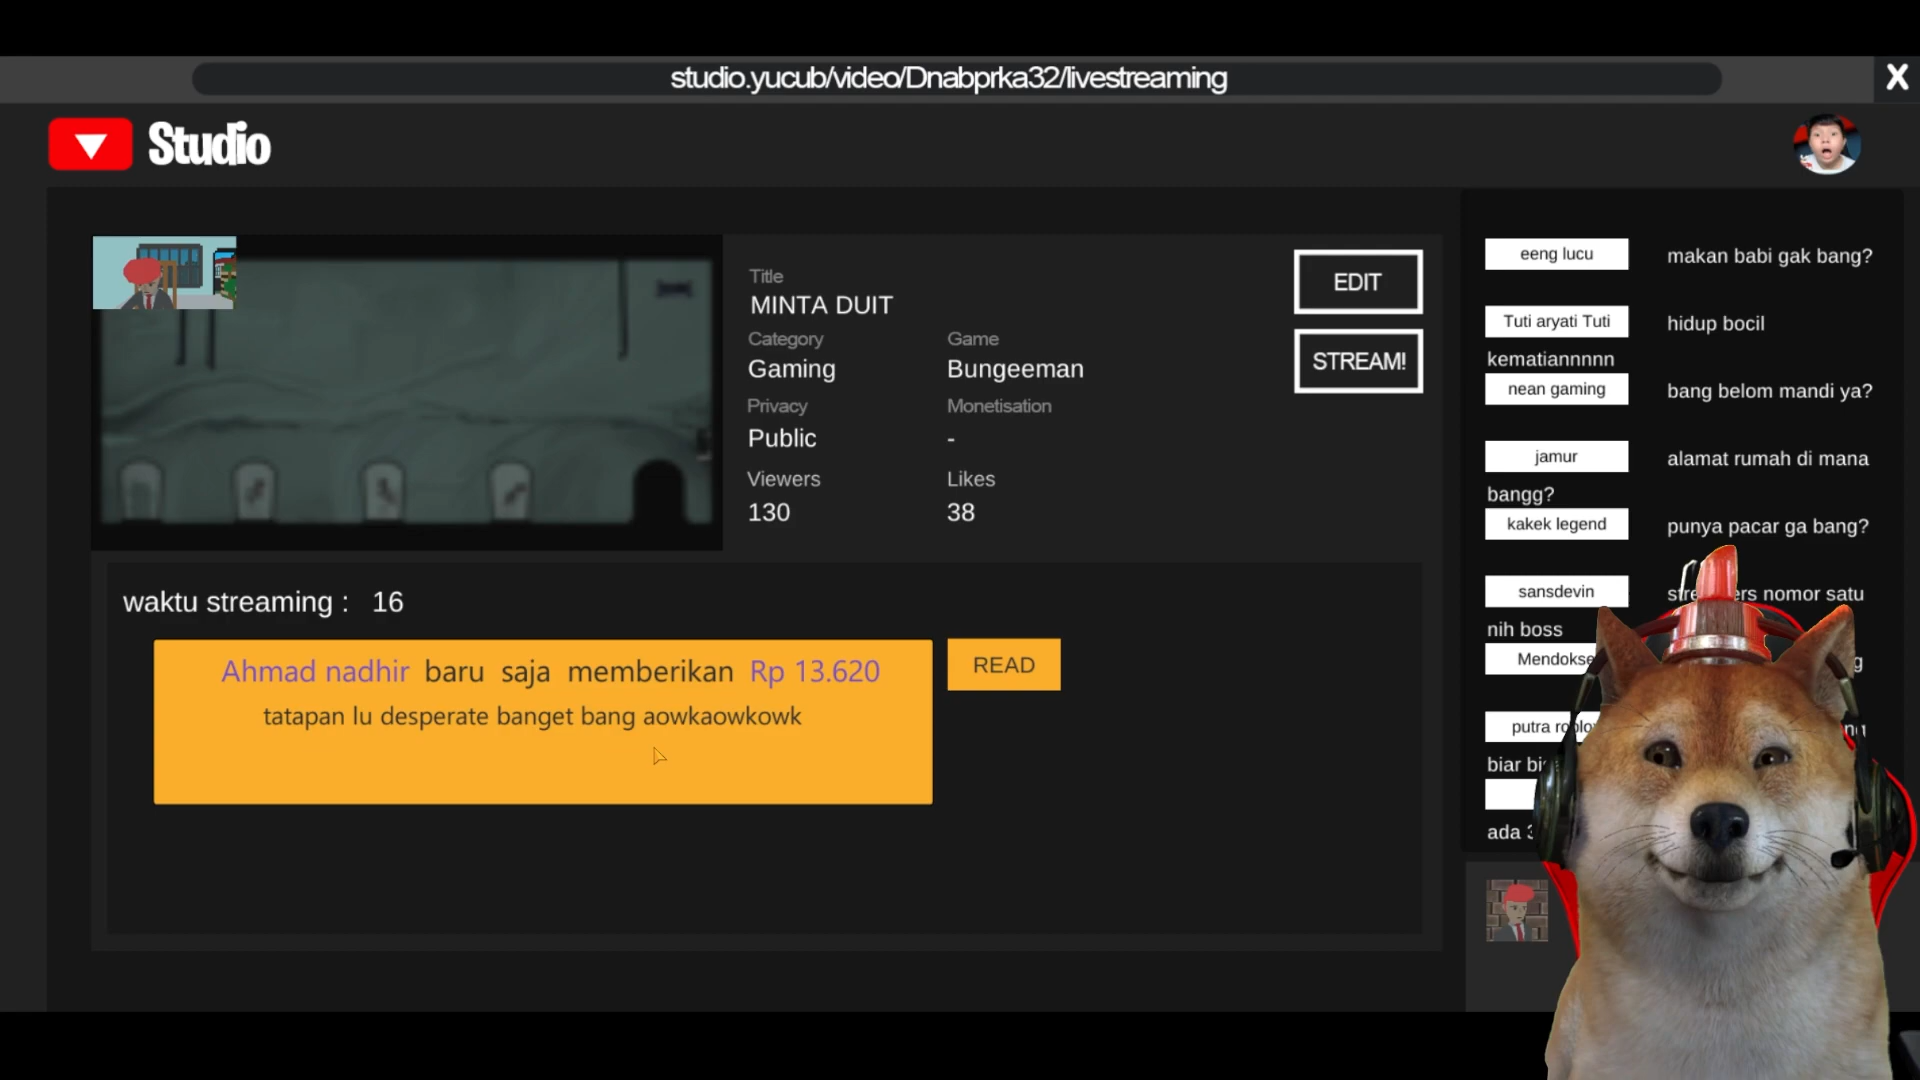 studio.yucub/video/Dnabprka32/livestreaming
X
Studio
Title
MINTA DUIT
Category
Game
Gaming
Bungeeman
Privacy
Monetisation
Public
-
Viewers
Likes
130
38
EDIT
STREAM!
waktu streaming : 16
Ahmad nadhir baru saja memberikan Rp 13.620
tatapan lu desperate banget bang aowkaowkowk
READ
eeng lucu makan babi gak bang?
Tuti aryati Tuti hidup bocil
kematiannnnn
nean gaming bang belom mandi ya?
jamur alamat rumah di mana
bangg?
kakek legend punya pacar ga bang?
sansdevin nomor satu
nih boss
putra
biar
ada